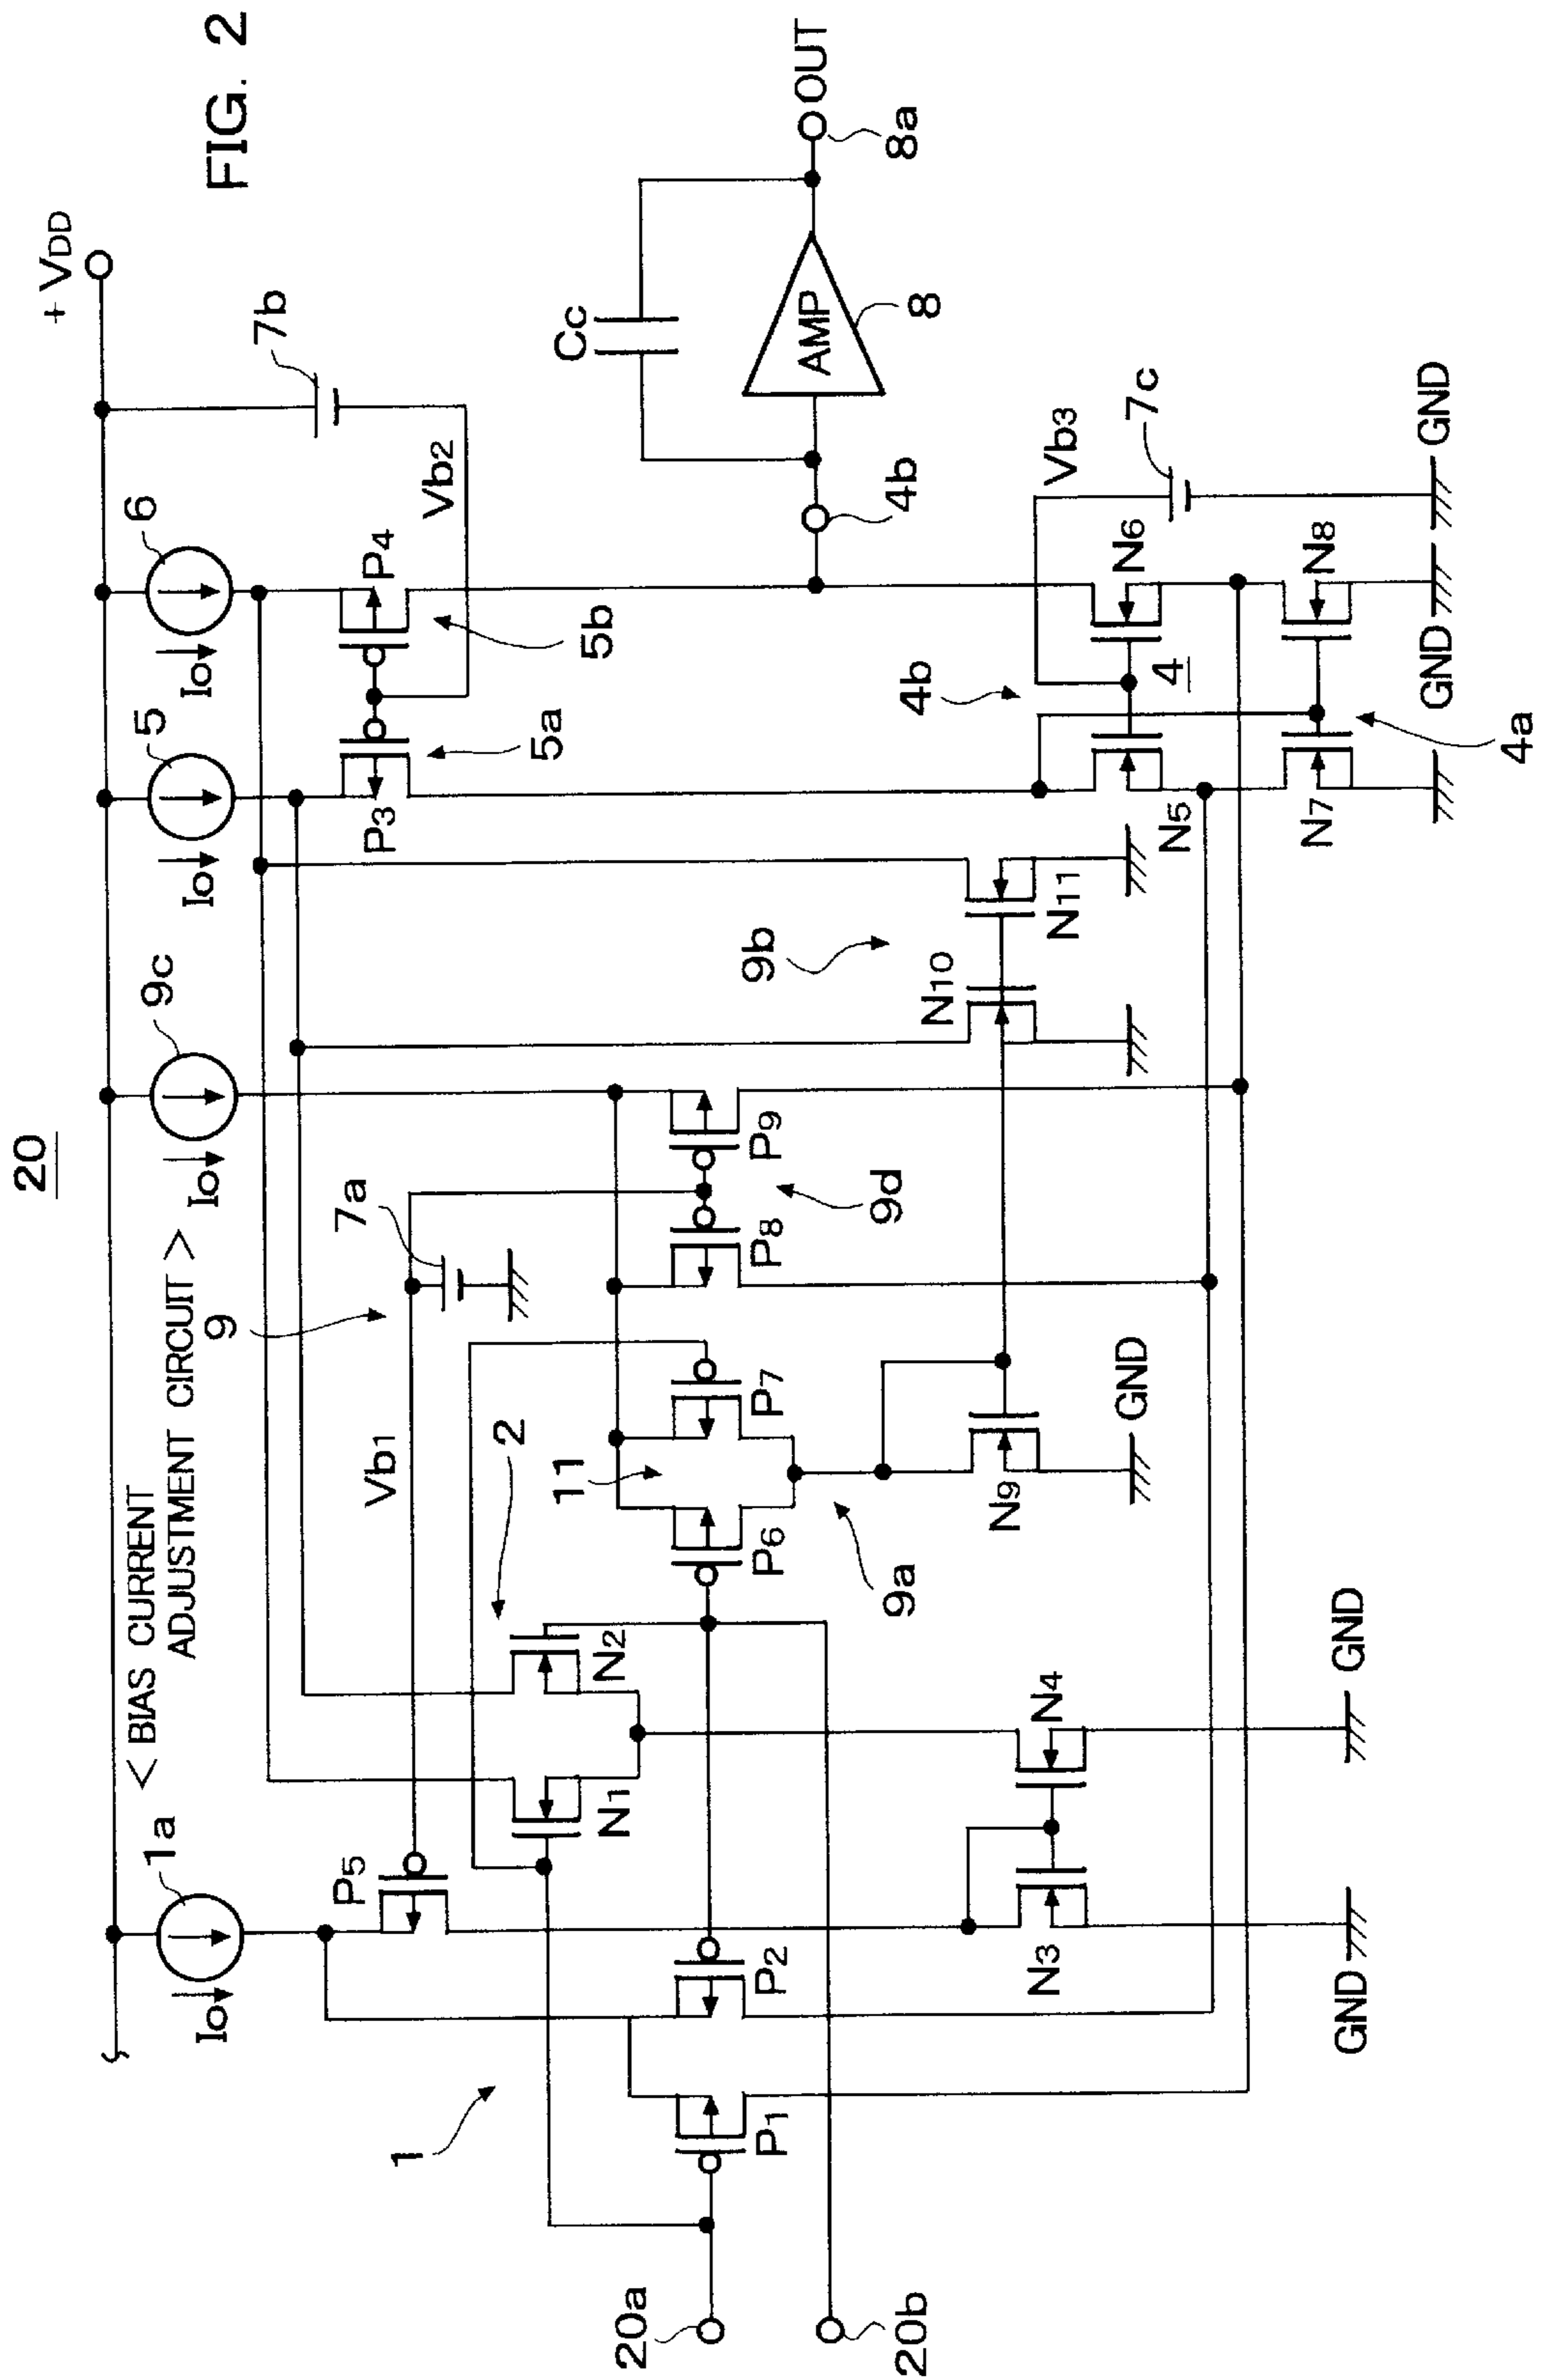 FIG. 2
20
+ VDD
< BIAS CURRENT
ADJUSTMENT CIRCUIT >
9
1a
Io
9c
Io
5
Io
6
Io
7b
P5
Vb1
7a
P3
5a
P4
5b
Vb2
Cc
AMP
8
OUT
8a
4b
1
N1
N2
2
11
P1
P2
P6
P7
P8
P9
9d
9a
9b
N10
N11
4b
4
Vb3
7c
N5
N6
N7
N8
4a
N9
GND
GND
GND
N3
N4
GND
GND
20a
20b